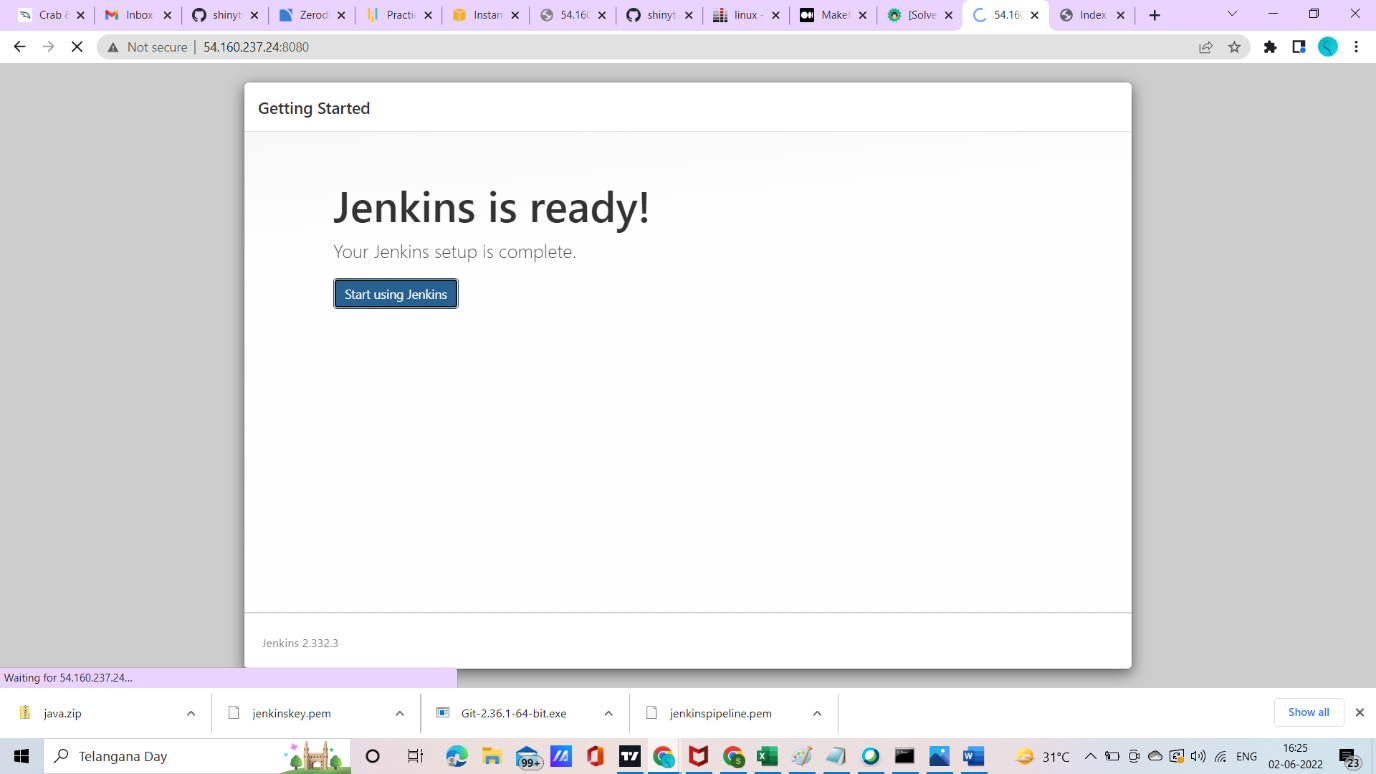 Crab &
Inbox
shinyt
Zerod
Practic
Instan
54.160
shinyt
linux -
Makef
[Solve
54.160
Index
Not secure | 54.160.237.24:8080
Getting Started
Jenkins is ready!
Your Jenkins setup is complete.
Start using Jenkins
Jenkins 2.332.3
Waiting for 54.160.237.24...
java.zip
jenkinskey.pem
Git-2.36.1-64-bit.exe
jenkinspipeline.pem
Show all
Telangana Day
99+
31°C
ENG
16:25
02-06-2022
23